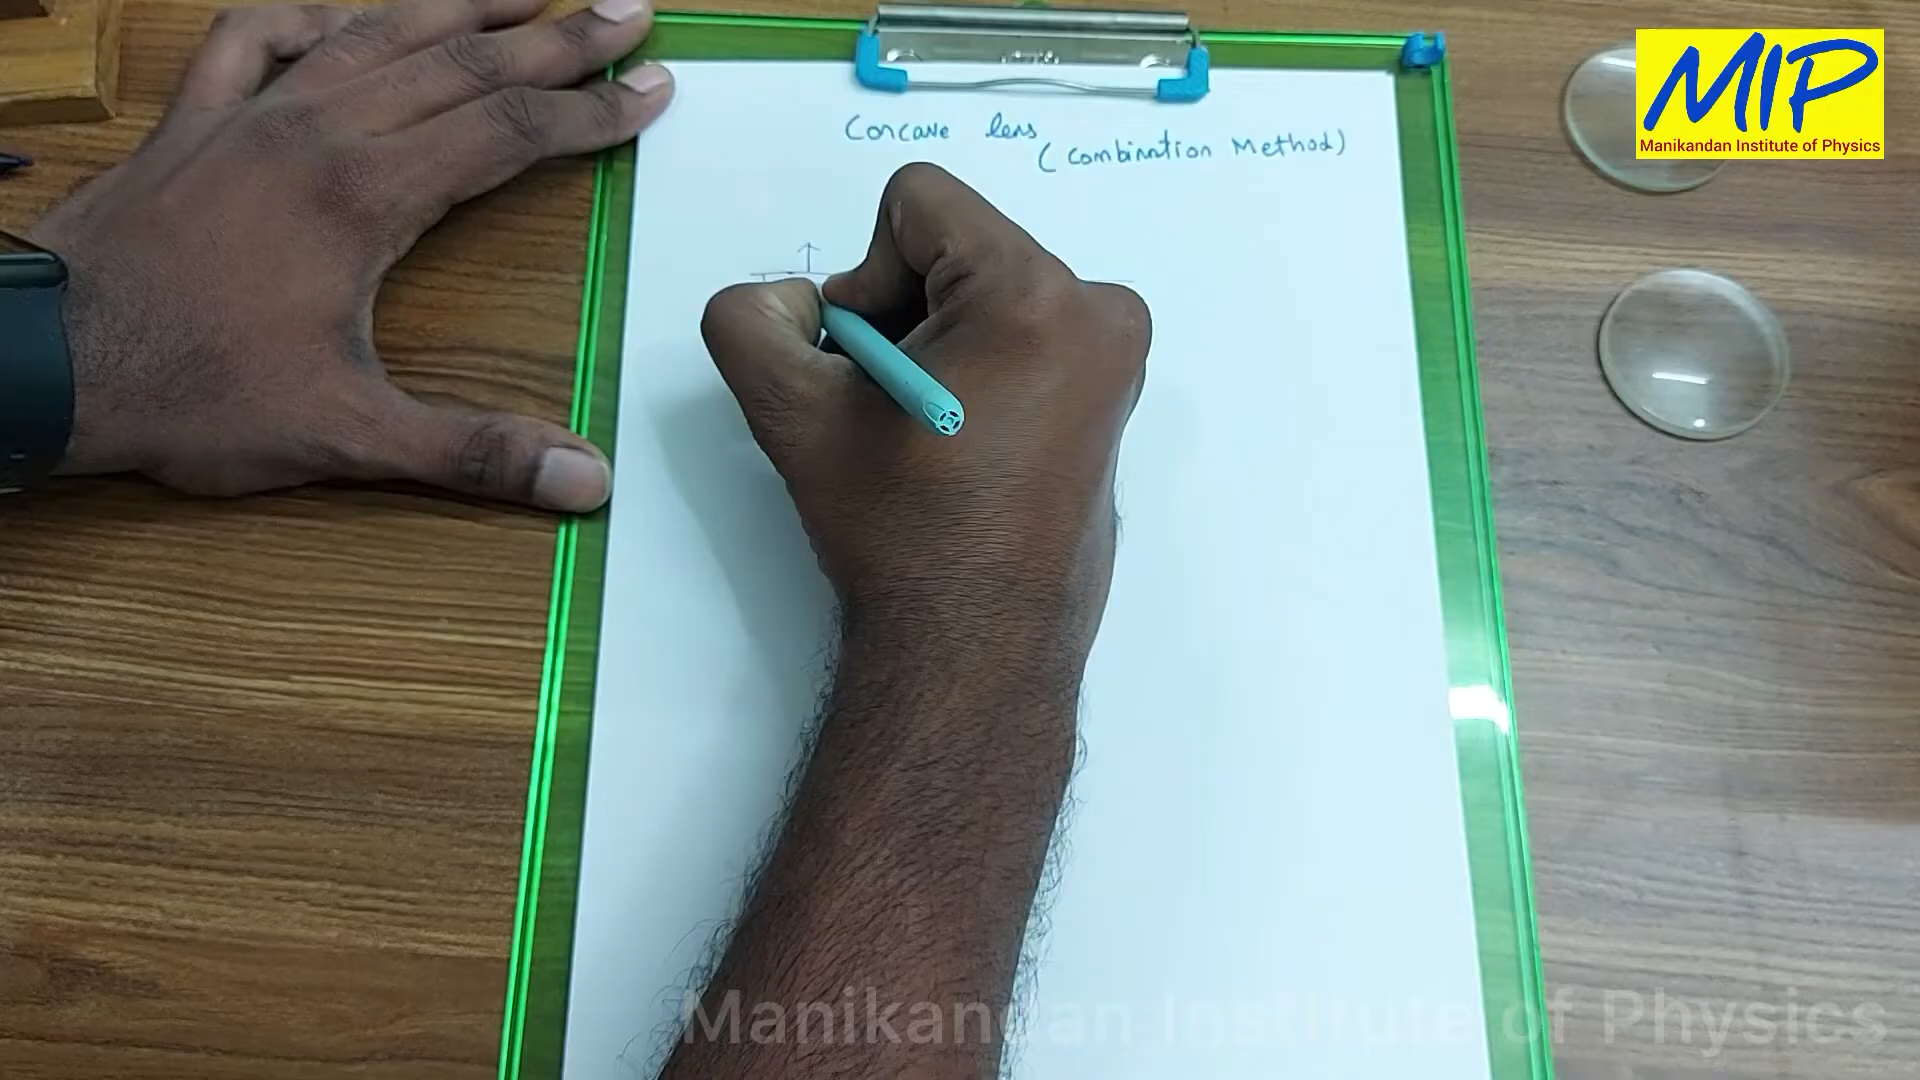 MIP
Manikandan Institute of Physics
Concave lens
(Combination Method)
Manikandan Institute of Physics